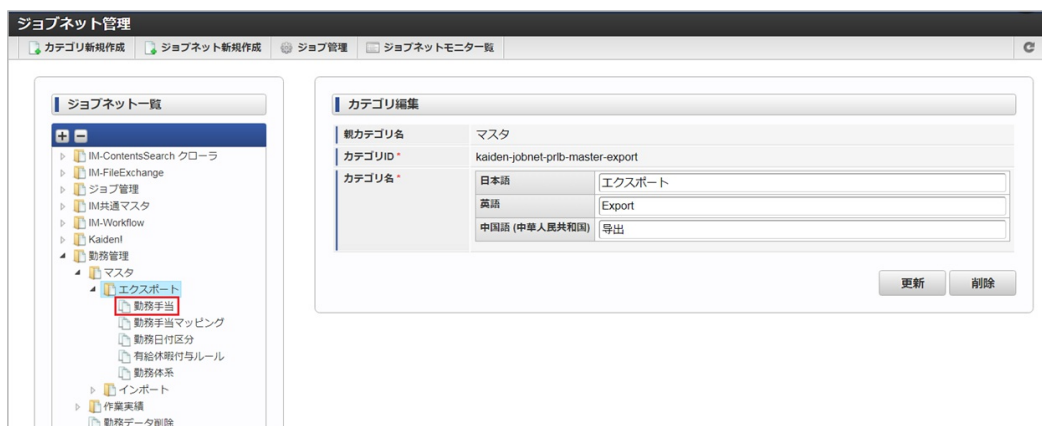 ジョブネット管理
カテゴリ新規作成 ジョブネット新規作成 ジョブ管理 ジョブネットモニター覧
ジョブネット一覧
IM-ContentsSearch クローラ
IM-FileExchange
ジョブ管理
IM共通マスタ
IM-Workflow
Kaiden!
勤務管理
マスタ
エクスポート
勤務手当
勤務手当マッピング
勤務日付区分
有給休暇付与ルール
勤務体系
インポート
作業実績
勤務データ削除
カテゴリ編集
親カテゴリ名 マスタ
カテゴリID * kaiden-jobnet-prlb-master-export
カテゴリ名 * 日本語 エクスポート
英語 Export
中国語 (中華人民共和国) 导出
更新 削除